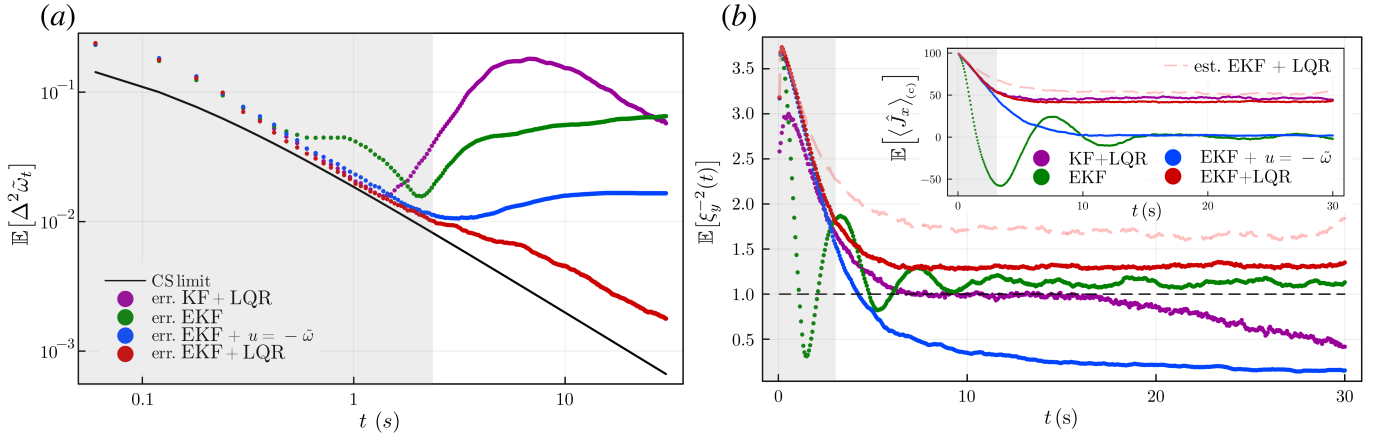 (a)
𝔼[Δ²ω̃ₜ]
10⁻¹
10⁻²
10⁻³
CS limit
err. KF+LQR
err. EKF
err. EKF + u = − ω̃
err. EKF+LQR
0.1
1
10
t (s)
(b)
𝔼[ξ_y⁻²(t)]
3.5
3.0
2.5
2.0
1.5
1.0
0.5
0
10
20
30
t (s)
𝔼[⟨Ĵₓ⟩₍c₎]
100
50
0
−50
est. EKF + LQR
KF+LQR
EKF + u = − ω̃
EKF
EKF+LQR
0
10
20
30
t (s)